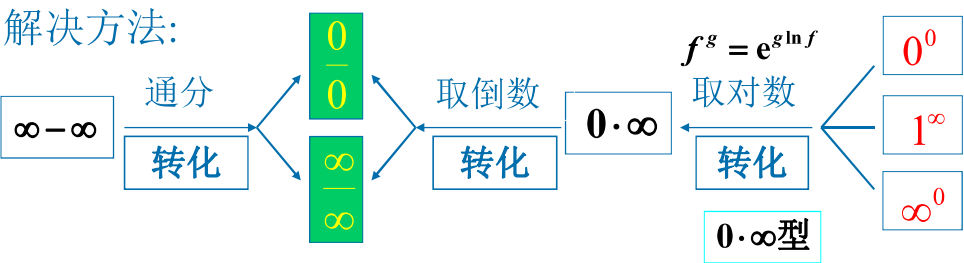 解决方法:
∞-∞
通分
转化
0/0
∞/∞
取倒数
转化
0·∞
f^g = e^{g ln f}
取对数
转化
0·∞型
0^0
1^∞
∞^0